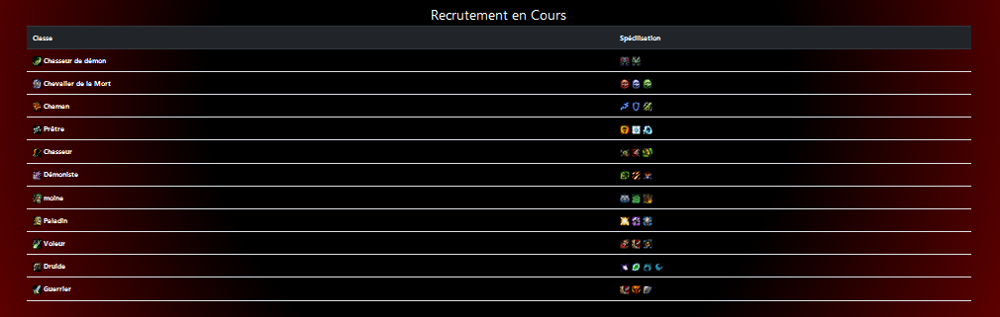 Recrutement en Cours
Classe Spécilisation
Chasseur de démon
Chevalier de la Mort
Chaman
Prêtre
Chasseur
Démoniste
moine
Paladin
Voleur
Druide
Guerrier